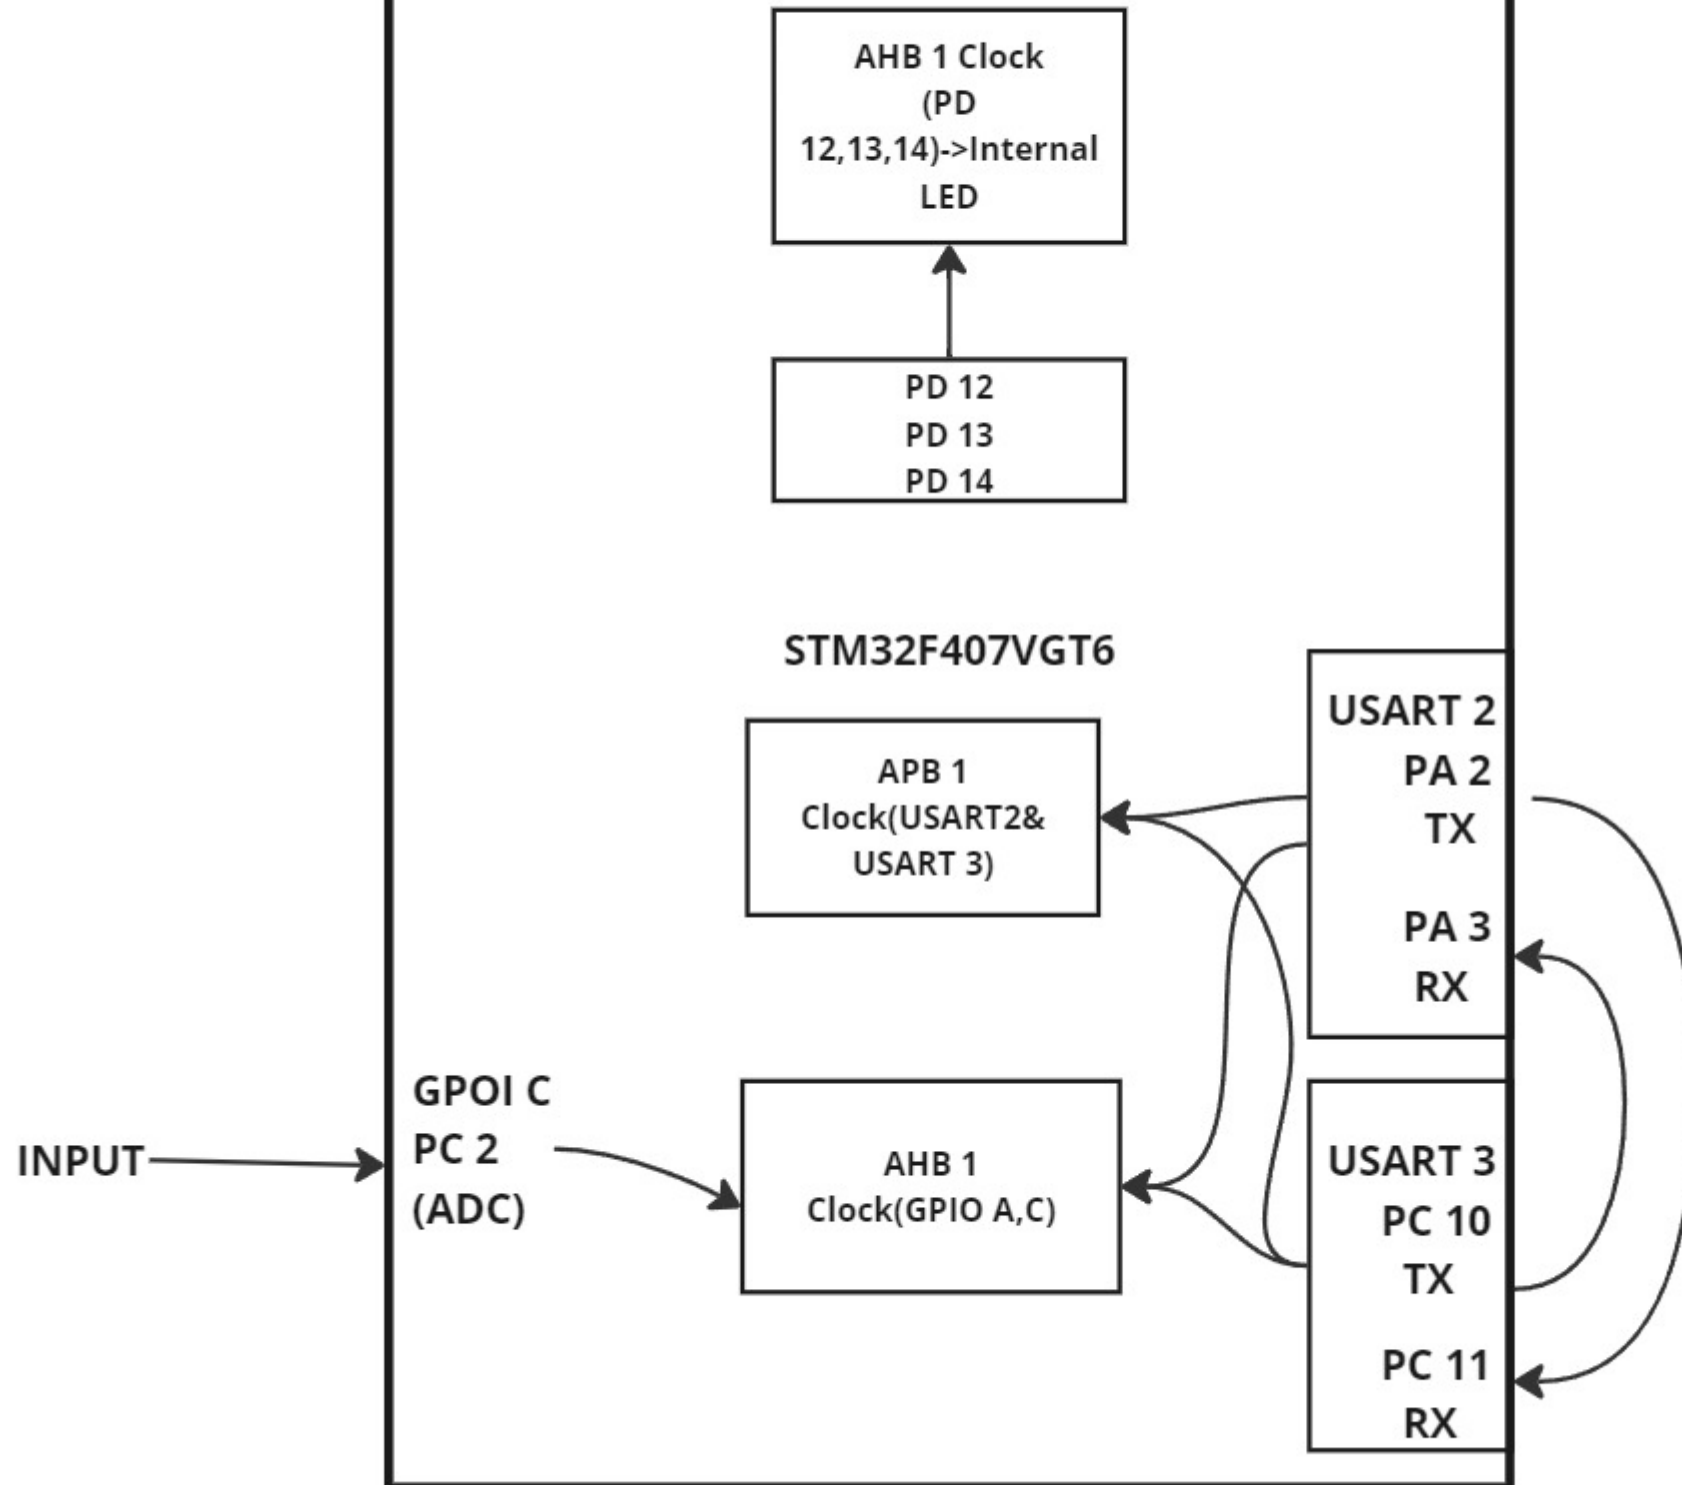 AHB 1 Clock
(PD
12,13,14)->Internal
LED
PD 12
PD 13
PD 14
STM32F407VGT6
APB 1
Clock(USART2&
USART 3)
USART 2
PA 2
TX
PA 3
RX
INPUT
GPOI C
PC 2
(ADC)
AHB 1
Clock(GPIO A,C)
USART 3
PC 10
TX
PC 11
RX